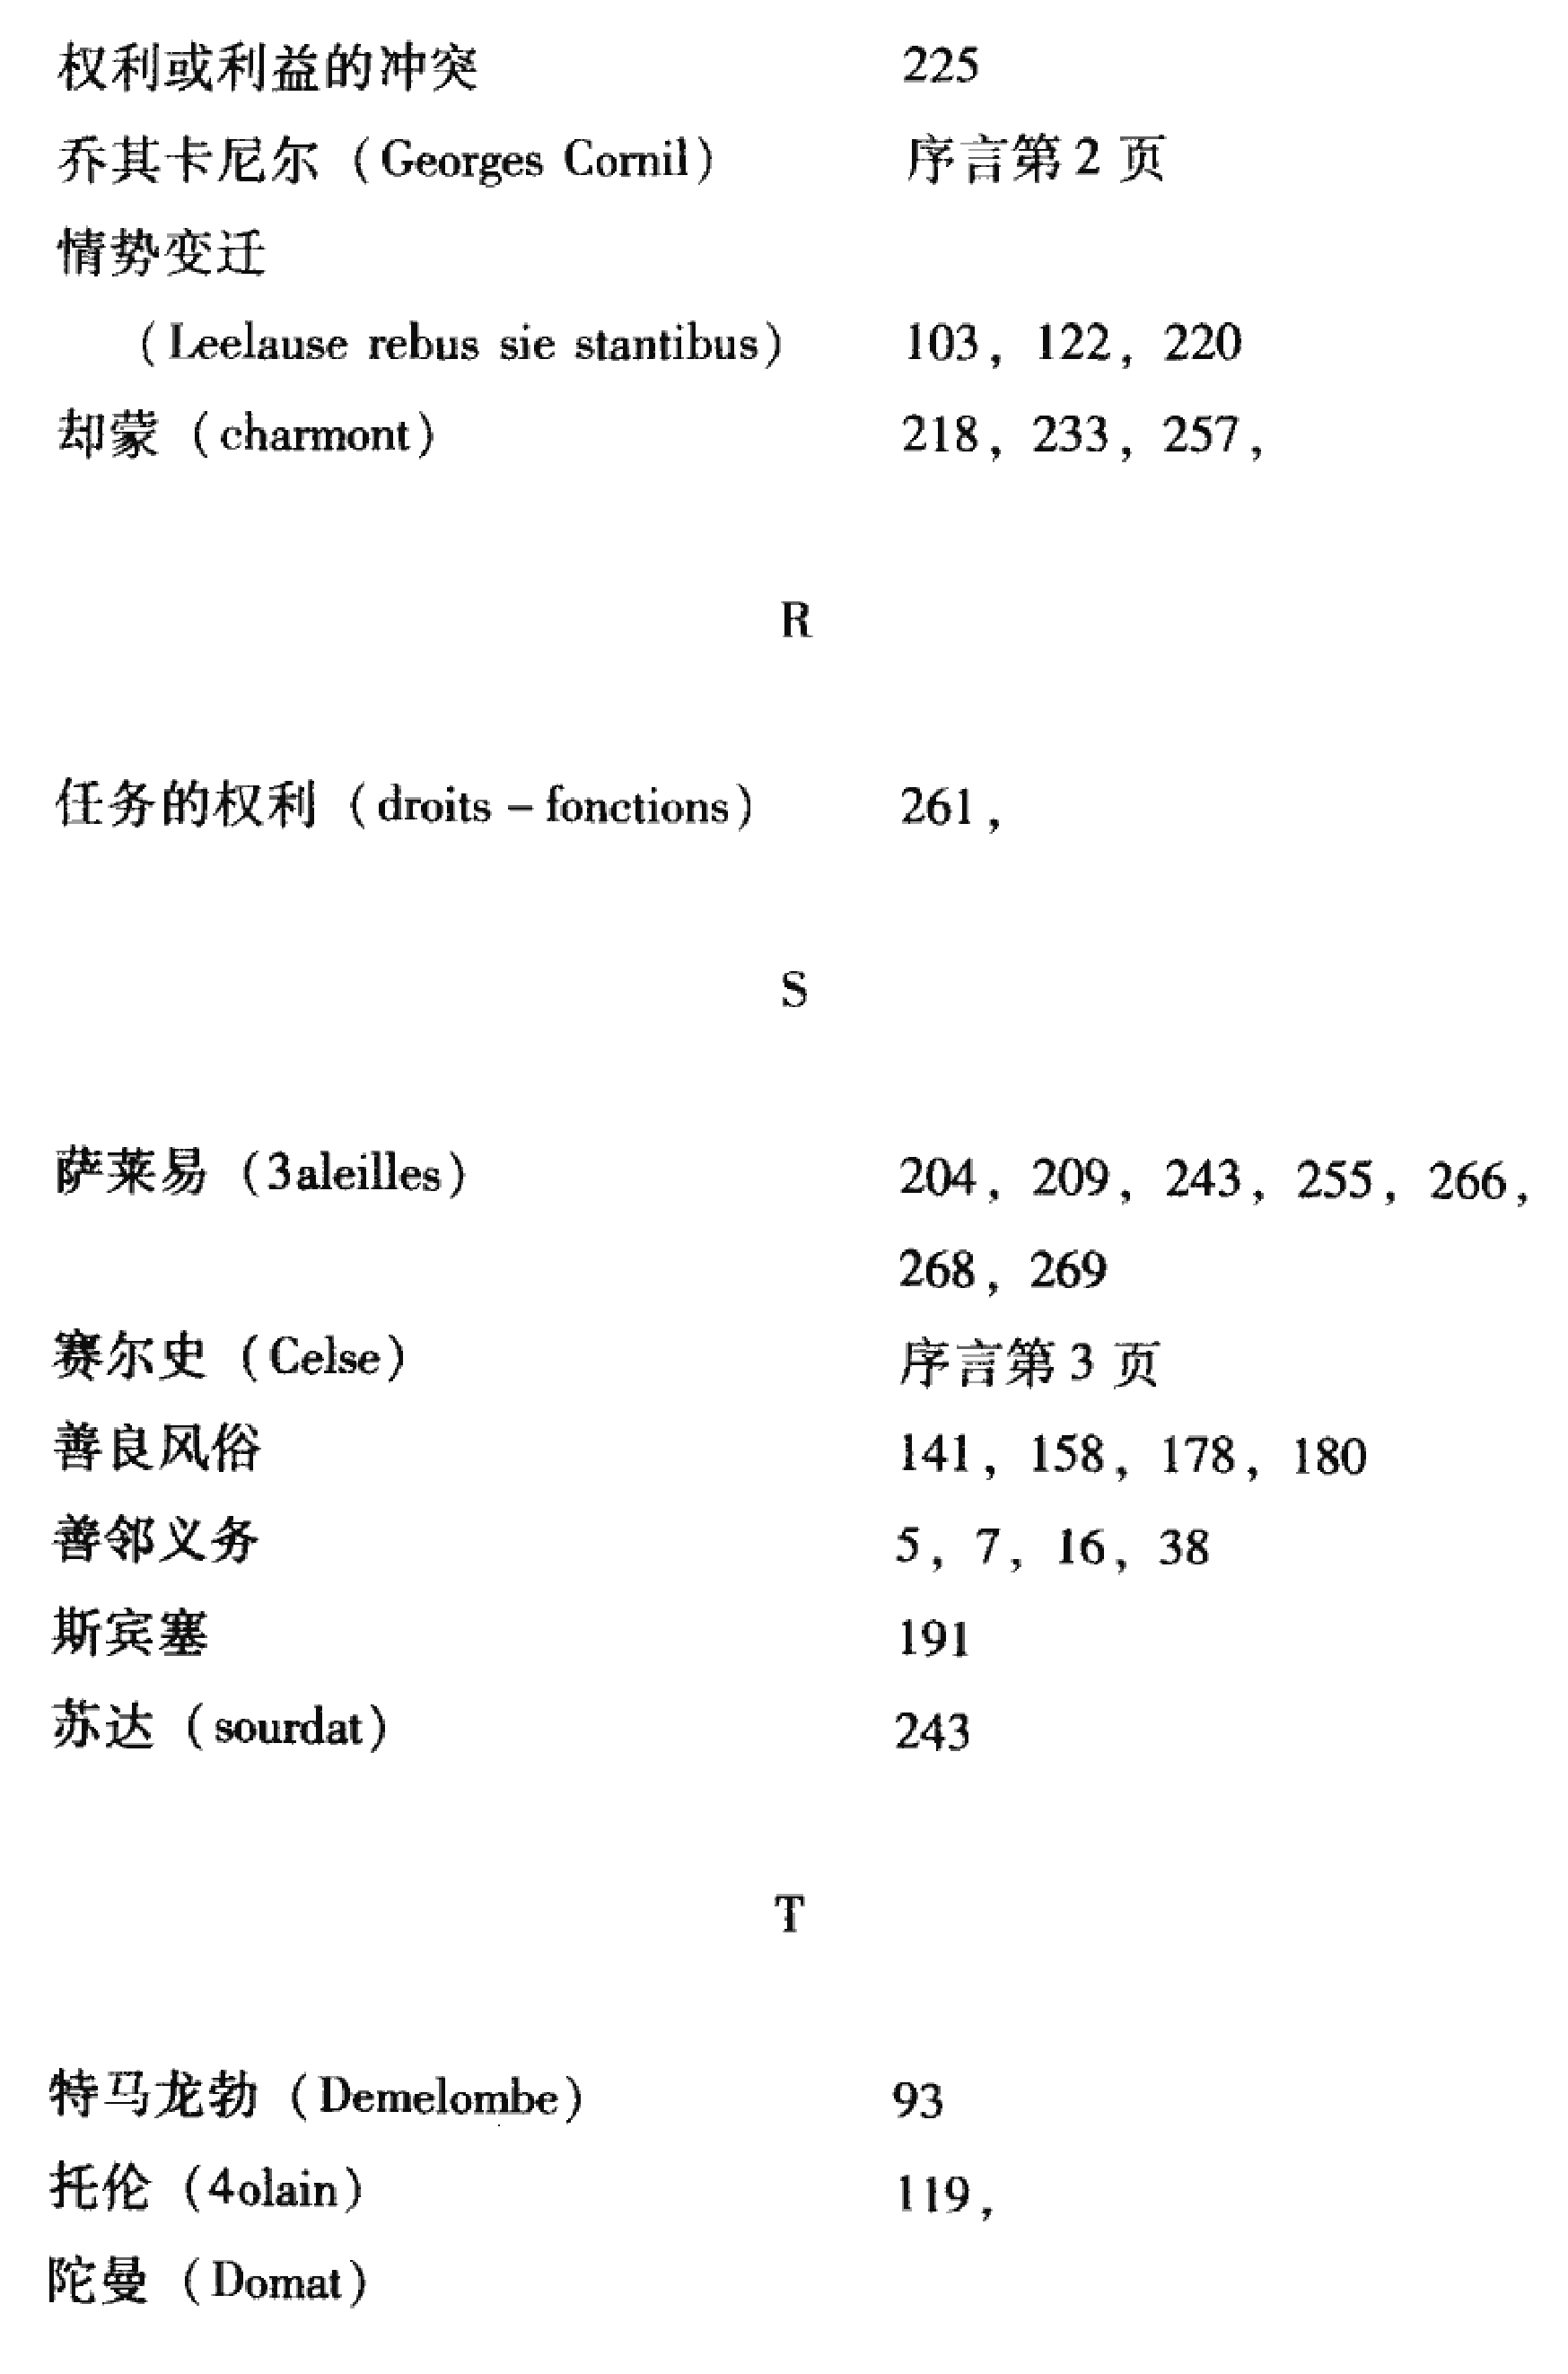 权利或利益的冲突 225
乔其卡尼尔（Georges Cornil） 序言第2页
情势变迁
（Leelause rebus sie stantibus） 103，122，220
却蒙（charmont） 218，233，257，
R
任务的权利（droits－fonctions） 261，
S
萨莱易（3aleilles） 204，209，243，255，266，
268，269
赛尔史（Celse） 序言第3页
善良风俗 141，158，178，180
善邻义务 5，7，16，38
斯宾塞 191
苏达（sourdat） 243
T
特马龙勃（Demelombe） 93
托伦（4olain） 119，
陀曼（Domat）